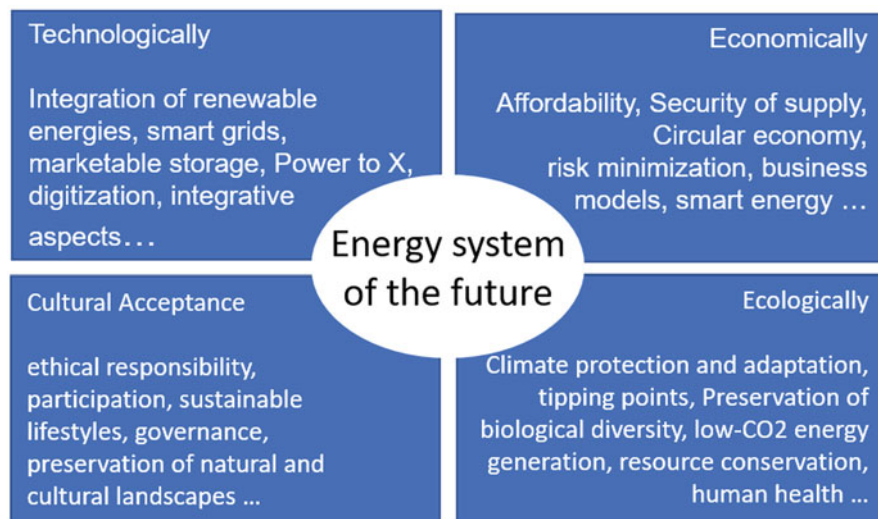 Technologically
Integration of renewable
energies, smart grids,
marketable storage, Power to X,
digitization, integrative
aspects…
Economically
Affordability, Security of supply,
Circular economy,
risk minimization, business
models, smart energy …
Energy system
of the future
Cultural Acceptance
ethical responsibility,
participation, sustainable
lifestyles, governance,
preservation of natural and
cultural landscapes …
Ecologically
Climate protection and adaptation,
tipping points, Preservation of
biological diversity, low-CO2 energy
generation, resource conservation,
human health …